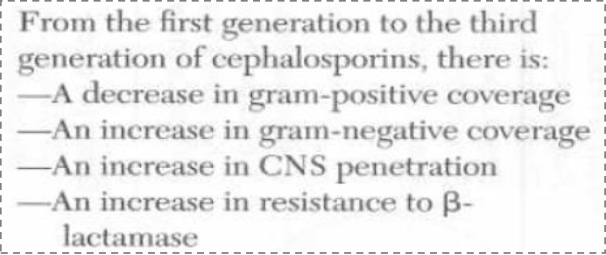 From the first generation to the third
generation of cephalosporins, there is:
—A decrease in gram-positive coverage
—An increase in gram-negative coverage
—An increase in CNS penetration
—An increase in resistance to β-
lactamase